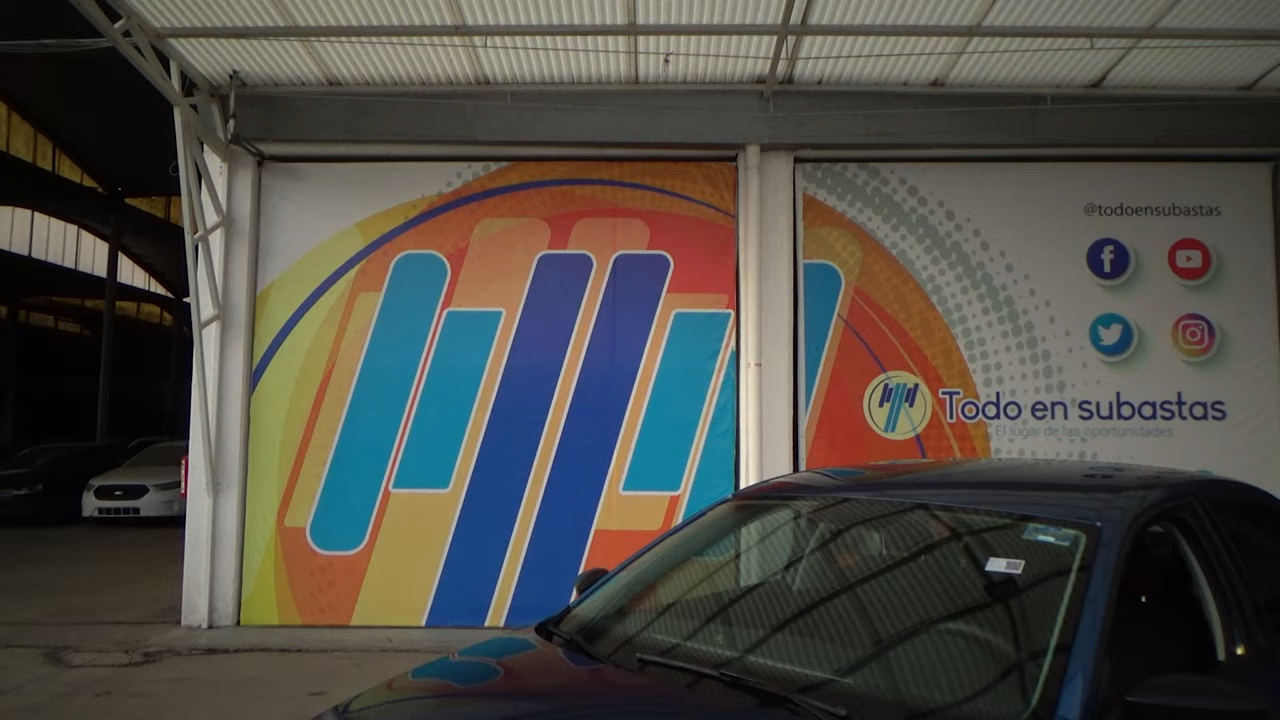 @todoensubastas
Todo en subastas
El lugar de las oportunidades